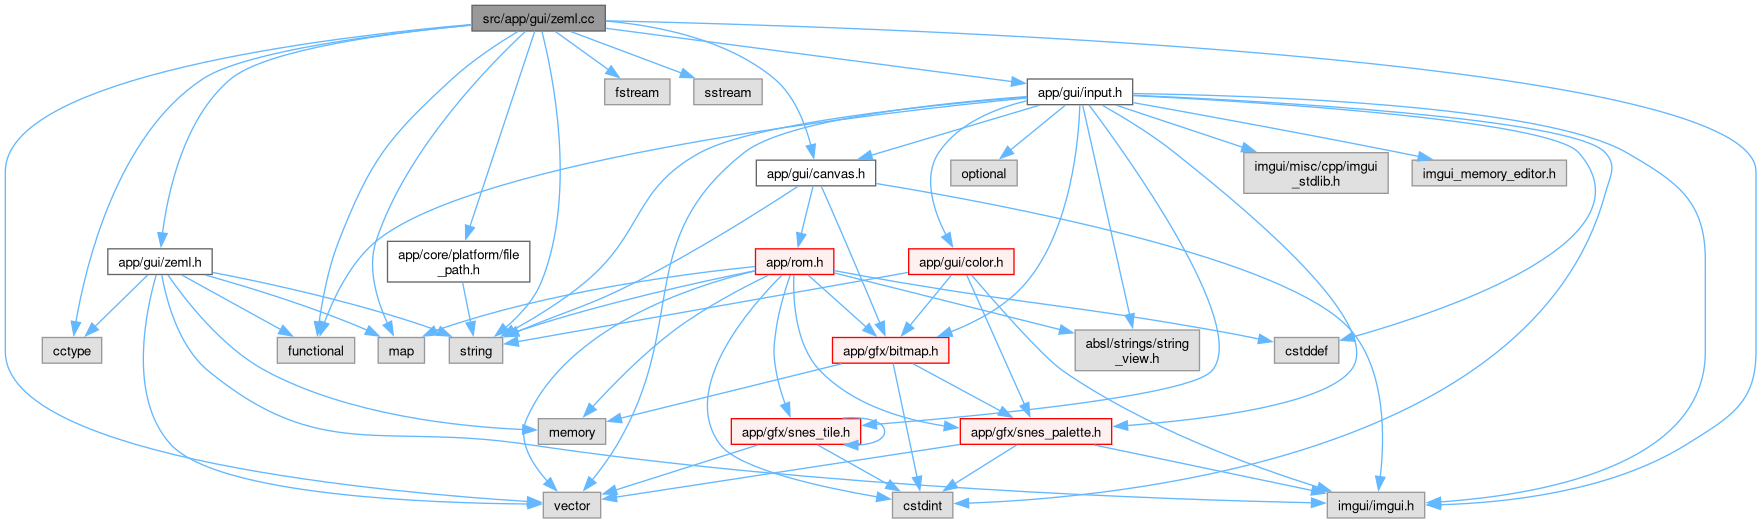 src/app/gui/zeml.cc
fstream
sstream
app/gui/input.h
app/gui/canvas.h
optional
imgui/misc/cpp/imgui
_stdlib.h
imgui_memory_editor.h
app/gui/zeml.h
app/core/platform/file
_path.h
app/rom.h
app/gui/color.h
cctype
functional
map
string
app/gfx/bitmap.h
absl/strings/string
_view.h
cstddef
memory
app/gfx/snes_tile.h
app/gfx/snes_palette.h
vector
cstdint
imgui/imgui.h